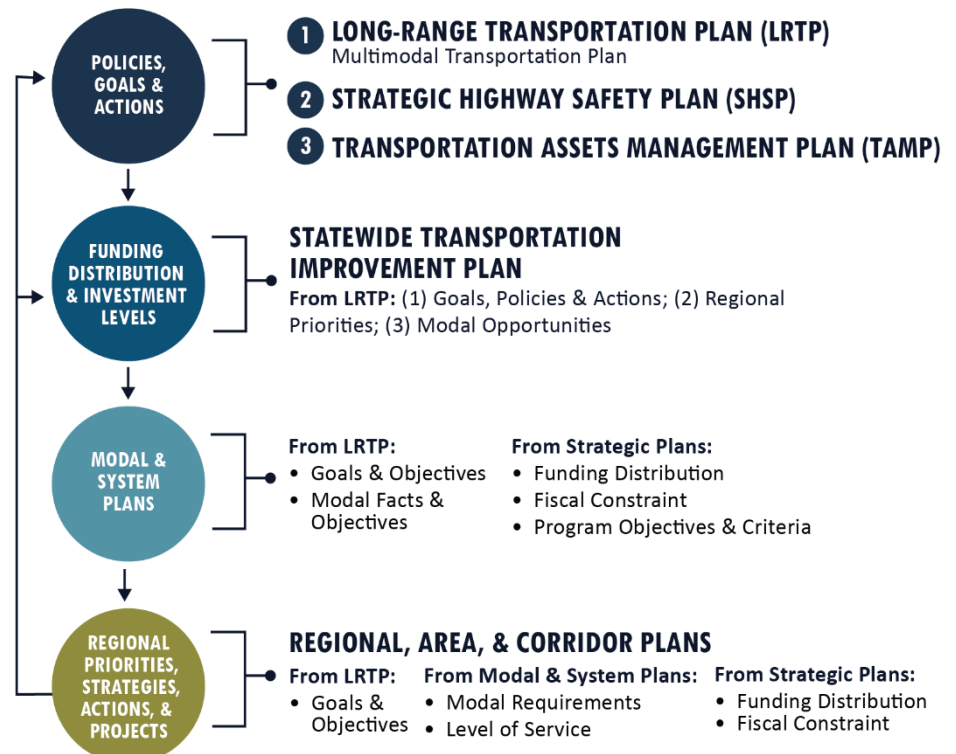 POLICIES,
GOALS &
ACTIONS
1 LONG-RANGE TRANSPORTATION PLAN (LRTP)
Multimodal Transportation Plan
2 STRATEGIC HIGHWAY SAFETY PLAN (SHSP)
3 TRANSPORTATION ASSETS MANAGEMENT PLAN (TAMP)
FUNDING
DISTRIBUTION
& INVESTMENT
LEVELS
STATEWIDE TRANSPORTATION
IMPROVEMENT PLAN
From LRTP: (1) Goals, Policies & Actions; (2) Regional
Priorities; (3) Modal Opportunities
MODAL &
SYSTEM
PLANS
From LRTP:
• Goals & Objectives
• Modal Facts &
Objectives
From Strategic Plans:
• Funding Distribution
• Fiscal Constraint
• Program Objectives & Criteria
REGIONAL
PRIORITIES,
STRATEGIES,
ACTIONS, &
PROJECTS
REGIONAL, AREA, & CORRIDOR PLANS
From LRTP:
• Goals &
Objectives
From Modal & System Plans:
• Modal Requirements
• Level of Service
From Strategic Plans:
• Funding Distribution
• Fiscal Constraint